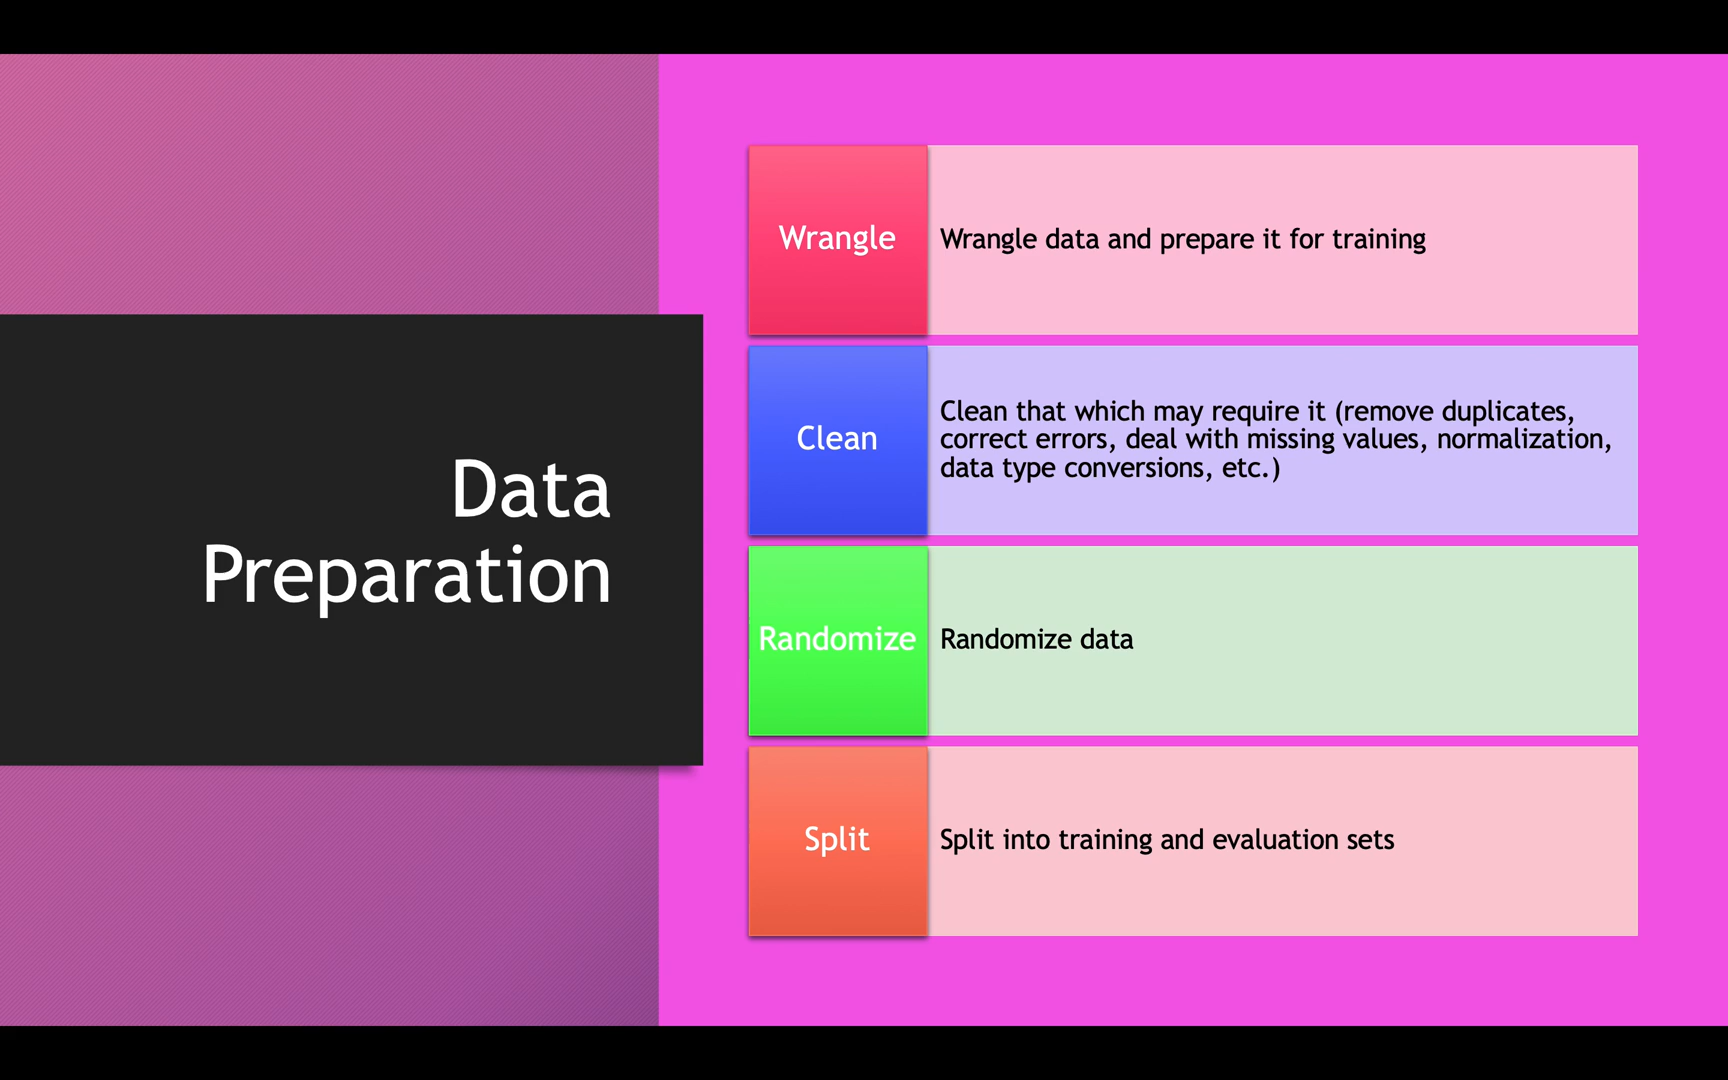 Data
Preparation
Wrangle
Wrangle data and prepare it for training
Clean
Clean that which may require it (remove duplicates,
correct errors, deal with missing values, normalization,
data type conversions, etc.)
Randomize
Randomize data
Split
Split into training and evaluation sets